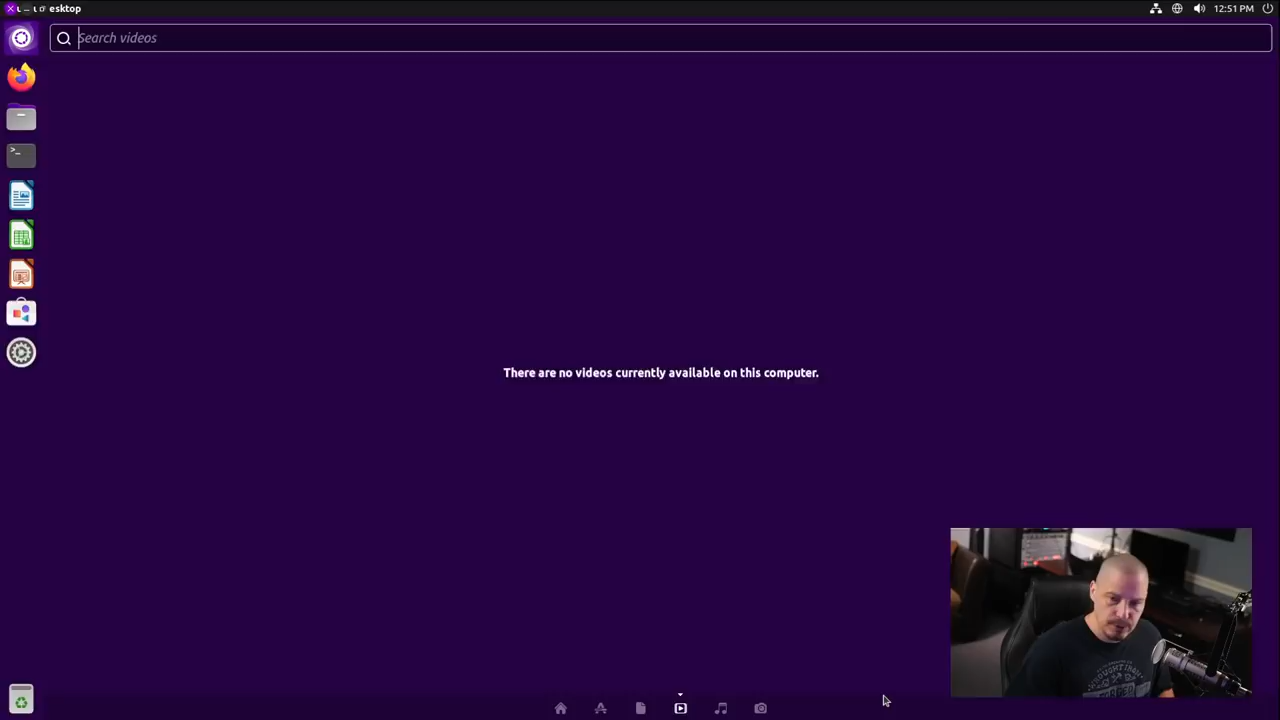 esktop
12:51 PM
Search videos
There are no videos currently available on this computer.